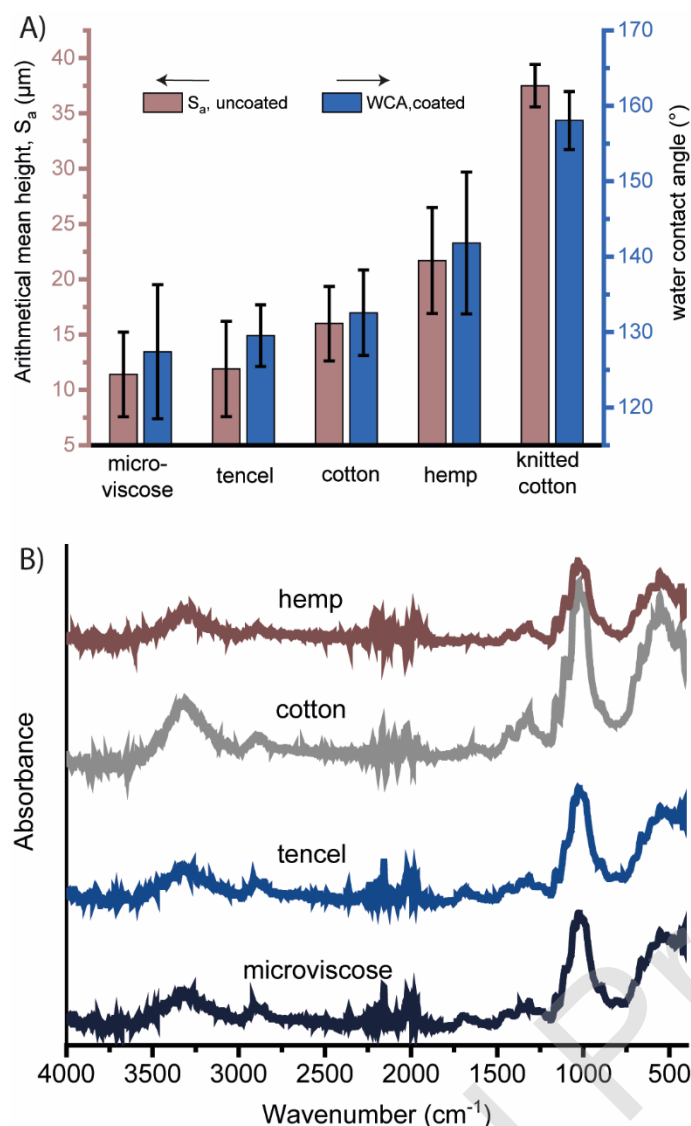 A)
Arithmetical mean height, Sa (µm)
40
35
30
25
20
15
10
5
Sa, uncoated
WCA,coated
170
160
150
140
130
120
water contact angle (°)
micro-
viscose
tencel
cotton
hemp
knitted
cotton
B)
Absorbance
hemp
cotton
tencel
microviscose
4000 3500 3000 2500 2000 1500 1000 500
Wavenumber (cm⁻¹)